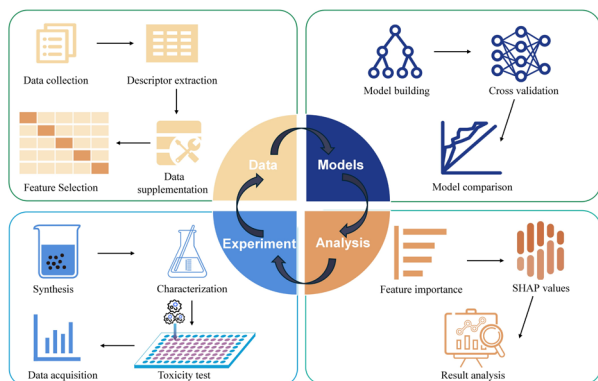 Data collection
Descriptor extraction
Feature Selection
Data
supplementation
Model building
Cross validation
Model comparison
Data
Models
Experiment
Analysis
Synthesis
Characterization
Data acquisition
Toxicity test
Feature importance
SHAP values
Result analysis